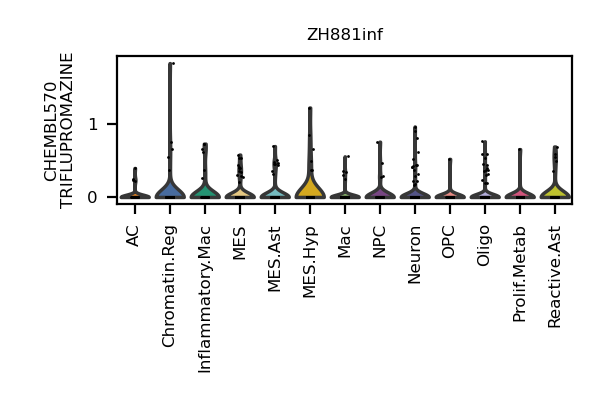 ZH881inf
CHEMBL570
TRIFLUPROMAZINE
1
0
AC
Chromatin.Reg
Inflammatory.Mac
MES
MES.Ast
MES.Hyp
Mac
NPC
Neuron
OPC
Oligo
Prolif.Metab
Reactive.Ast